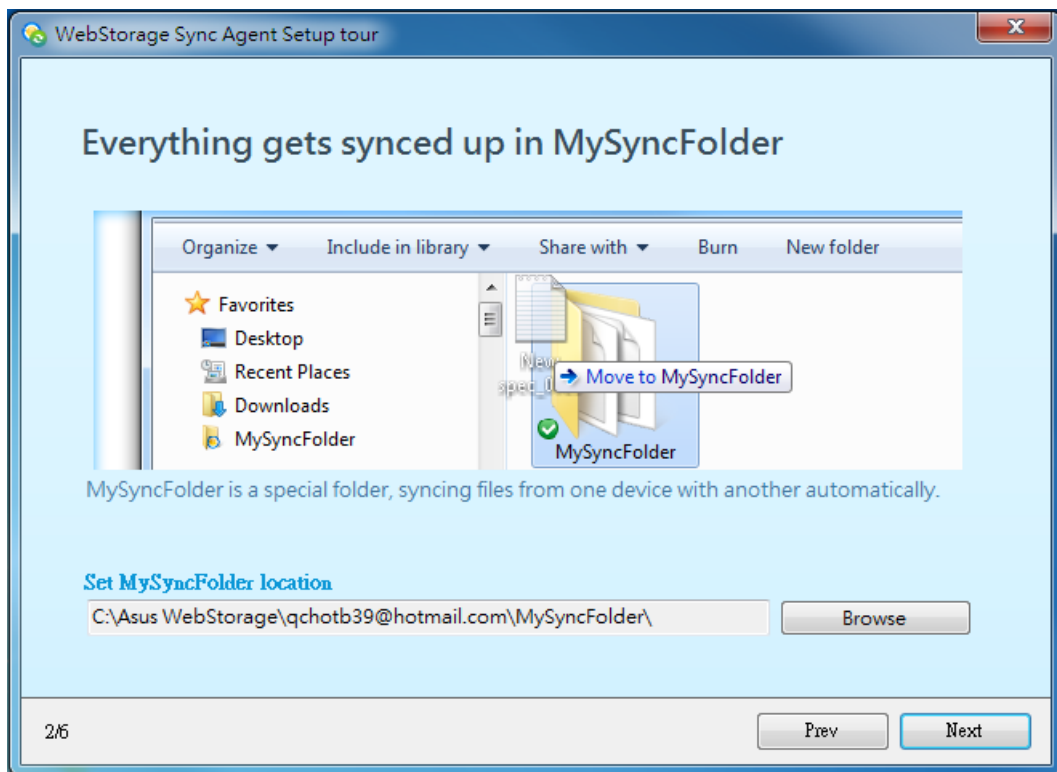 WebStorage Sync Agent Setup tour
X
Everything gets synced up in MySyncFolder
Organize Include in library Share with Burn New folder
Favorites
Desktop
Recent Places
Downloads
MySyncFolder
New
Move to MySyncFolder
MySyncFolder
MySyncFolder is a special folder, syncing files from one device with another automatically.
Set MySyncFolder location
C:\Asus WebStorage\qchotb39@hotmail.com\MySyncFolder\
Browse
2/6
Prev Next